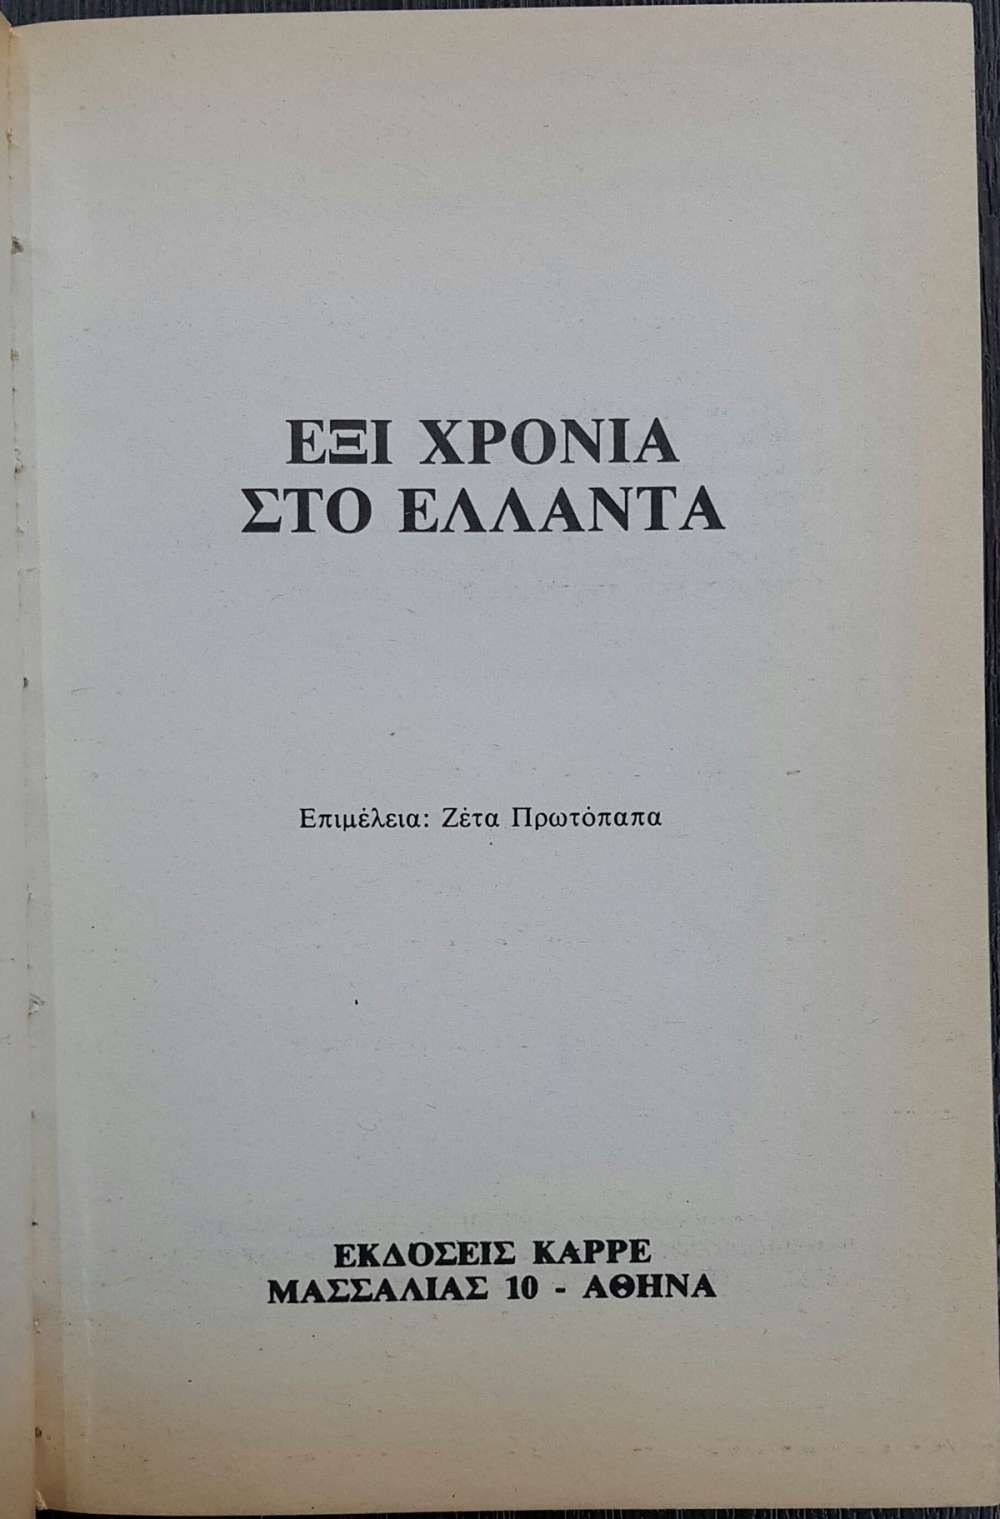 ΕΞΙ ΧΡΟΝΙΑ
ΣΤΟ ΕΛΛΑΝΤΑ
Επιμέλεια: Ζέτα Πρωτόπαπα
ΕΚΔΟΣΕΙΣ ΚΑΡΡΕ
ΜΑΣΣΑΛΙΑΣ 10 - ΑΘΗΝΑ